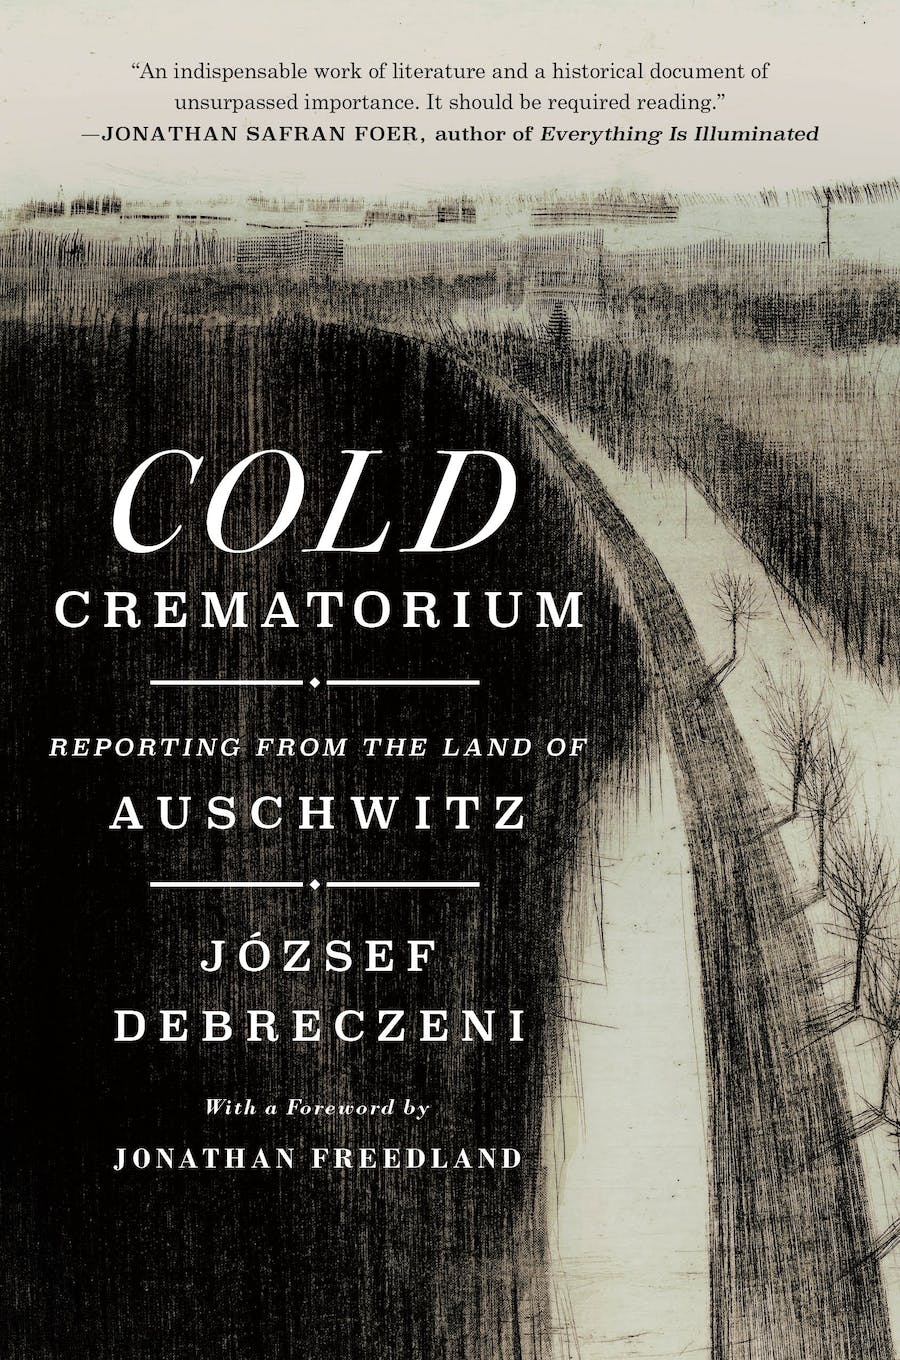 “An indispensable work of literature and a historical document of
unsurpassed importance. It should be required reading.”
—JONATHAN SAFRAN FOER, author of Everything Is Illuminated
COLD
CREMATORIUM
REPORTING FROM THE LAND OF
AUSCHWITZ
JÓZSEF
DEBRECZENI
With a Foreword by
JONATHAN FREEDLAND